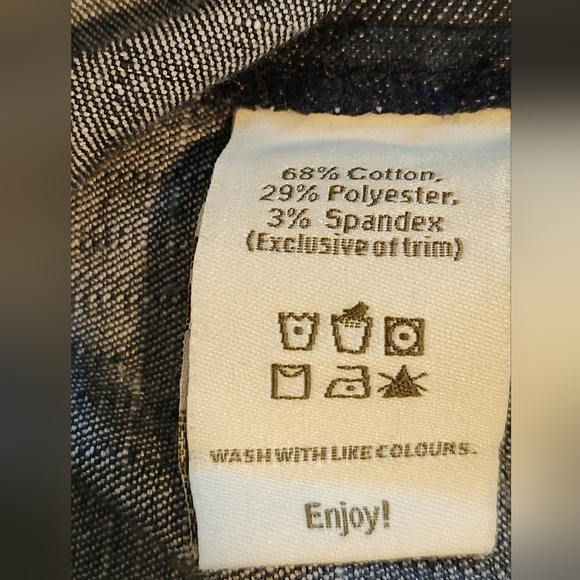 68% Cotton,
29% Polyester,
3% Spandex
(Exclusive of trim)
WASH WITH LIKE COLOURS.
Enjoy!